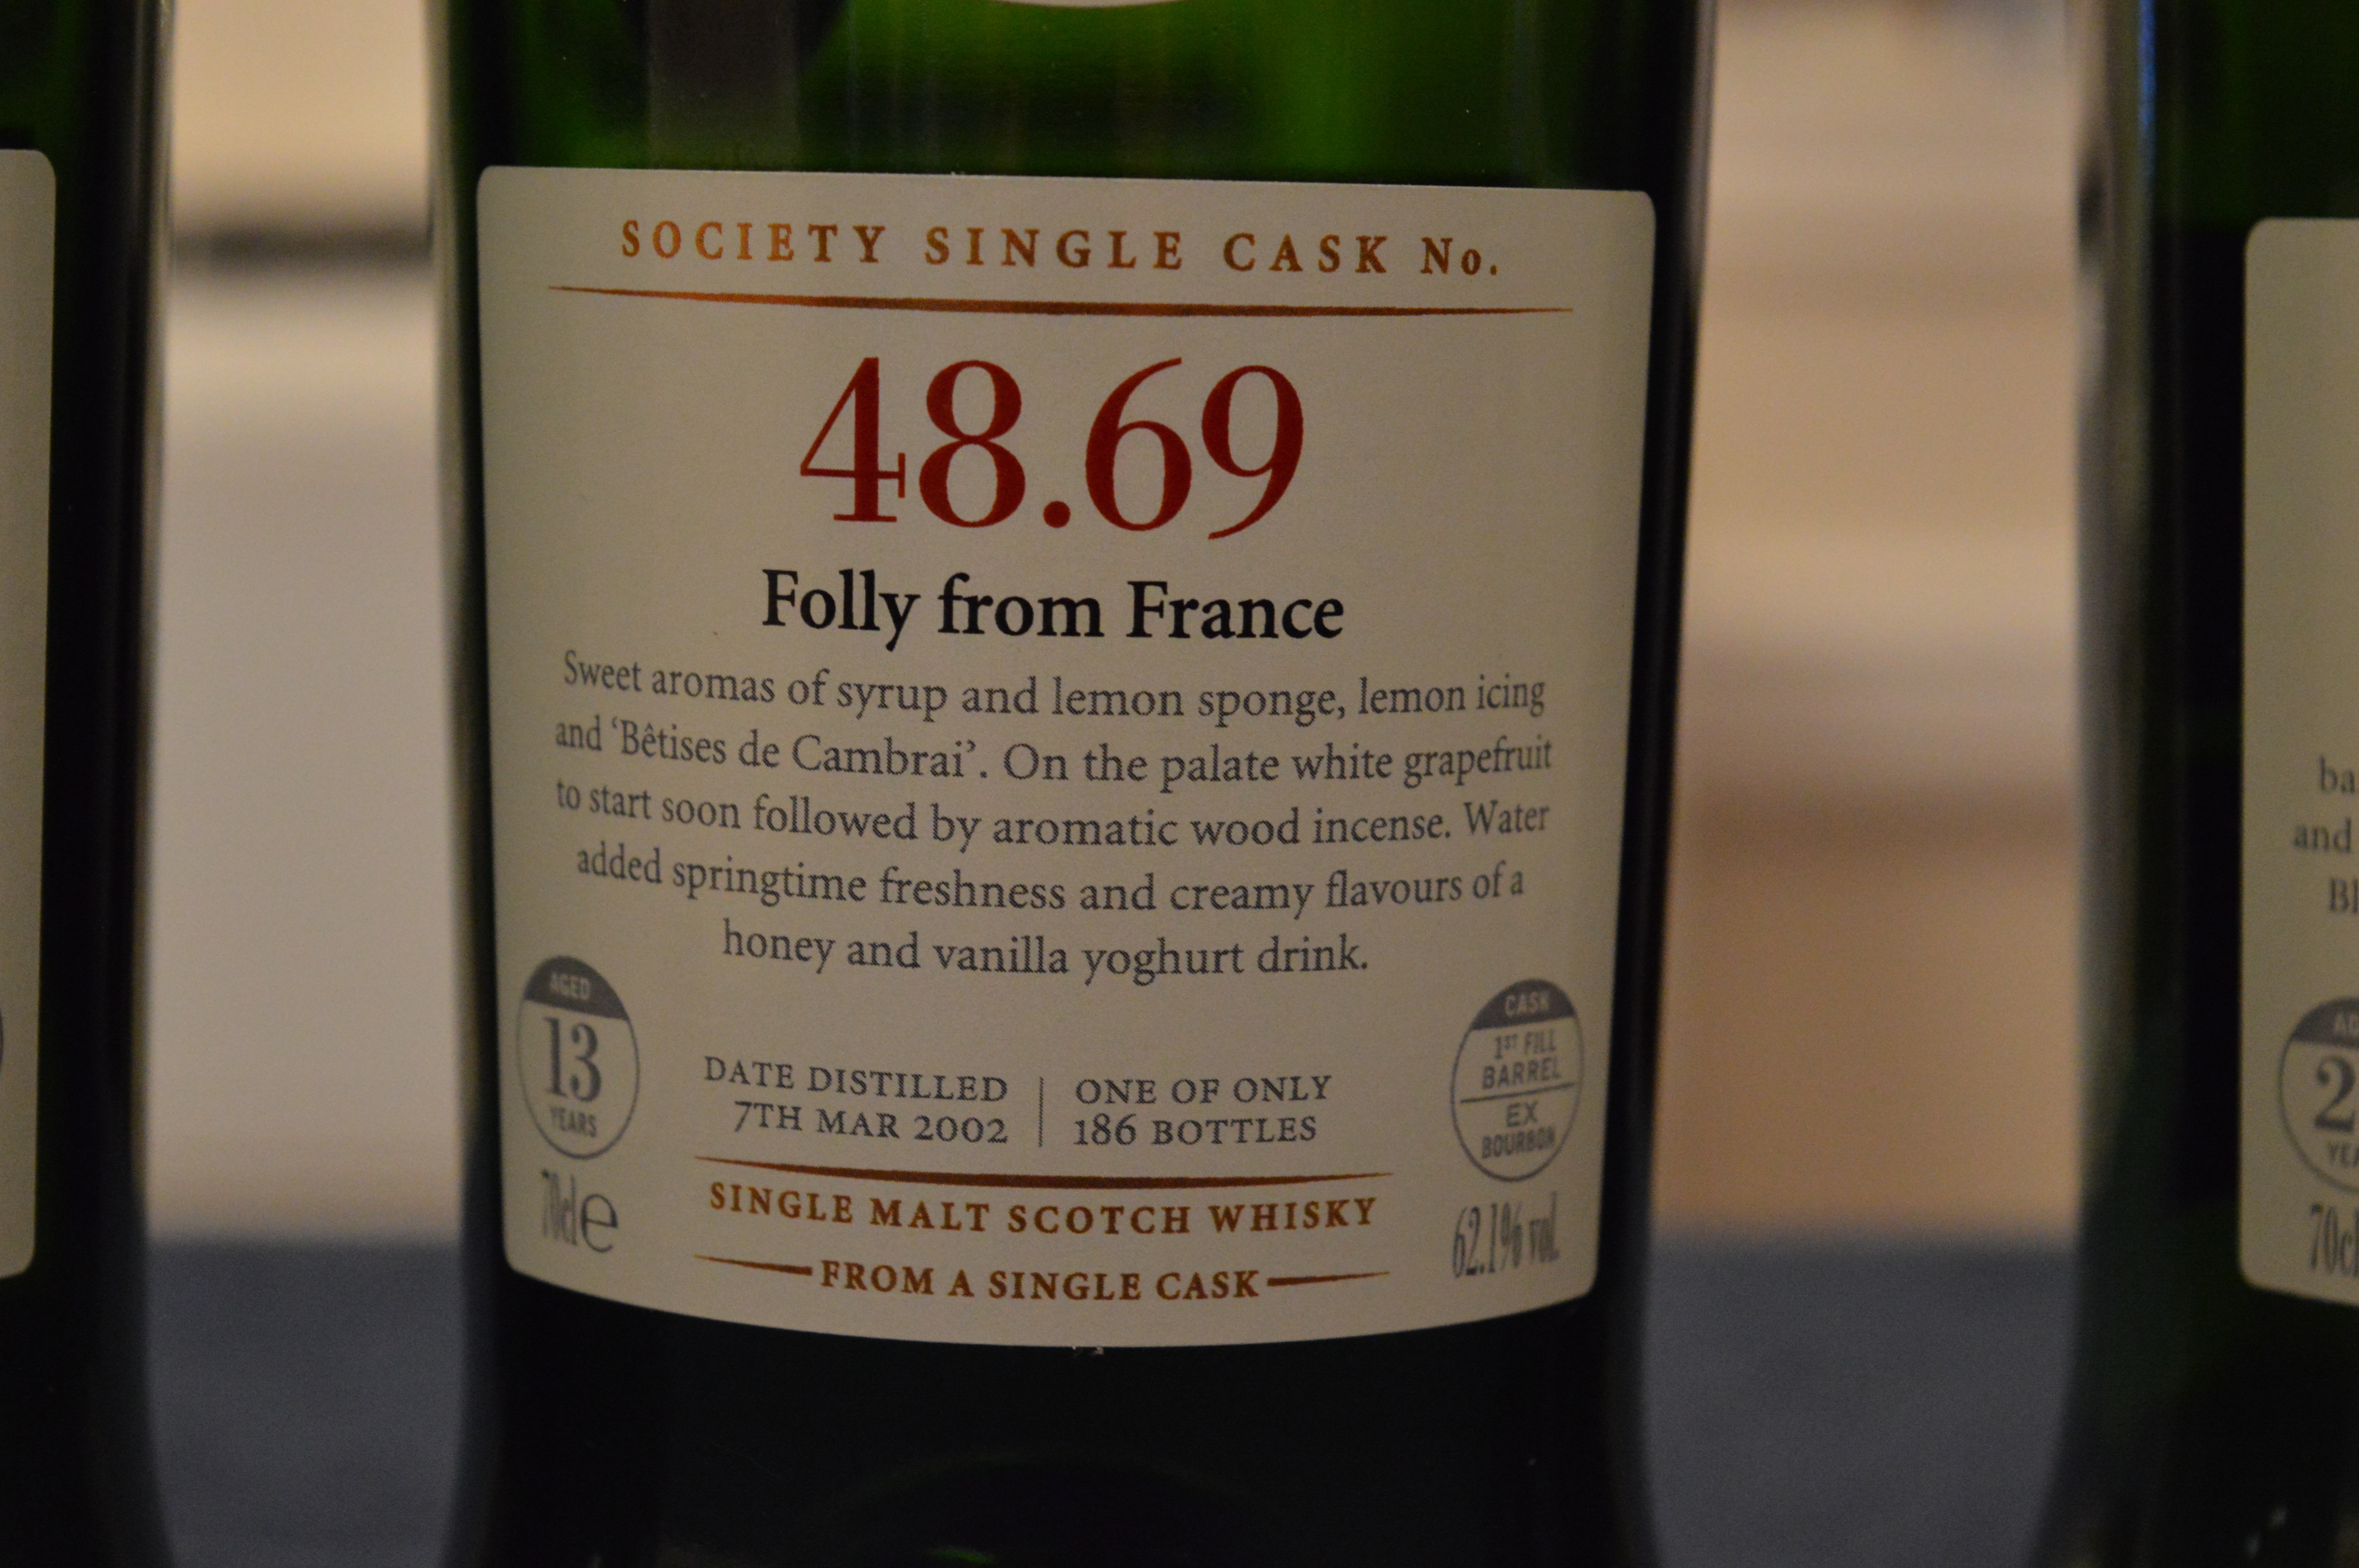 SOCIETY SINGLE CASK No.
48.69
Folly from France
Sweet aromas of syrup and lemon sponge, lemon icing
and ‘Bêtises de Cambrai’. On the palate white grapefruit
to start soon followed by aromatic wood incense. Water
added springtime freshness and creamy flavours of a
honey and vanilla yoghurt drink.
AGED
13
YEARS
DATE DISTILLED
7TH MAR 2002
ONE OF ONLY
186 BOTTLES
CASK
1ST FILL
BARREL
EX
BOURBON
70cl e
62.1% vol.
SINGLE MALT SCOTCH WHISKY
FROM A SINGLE CASK
and